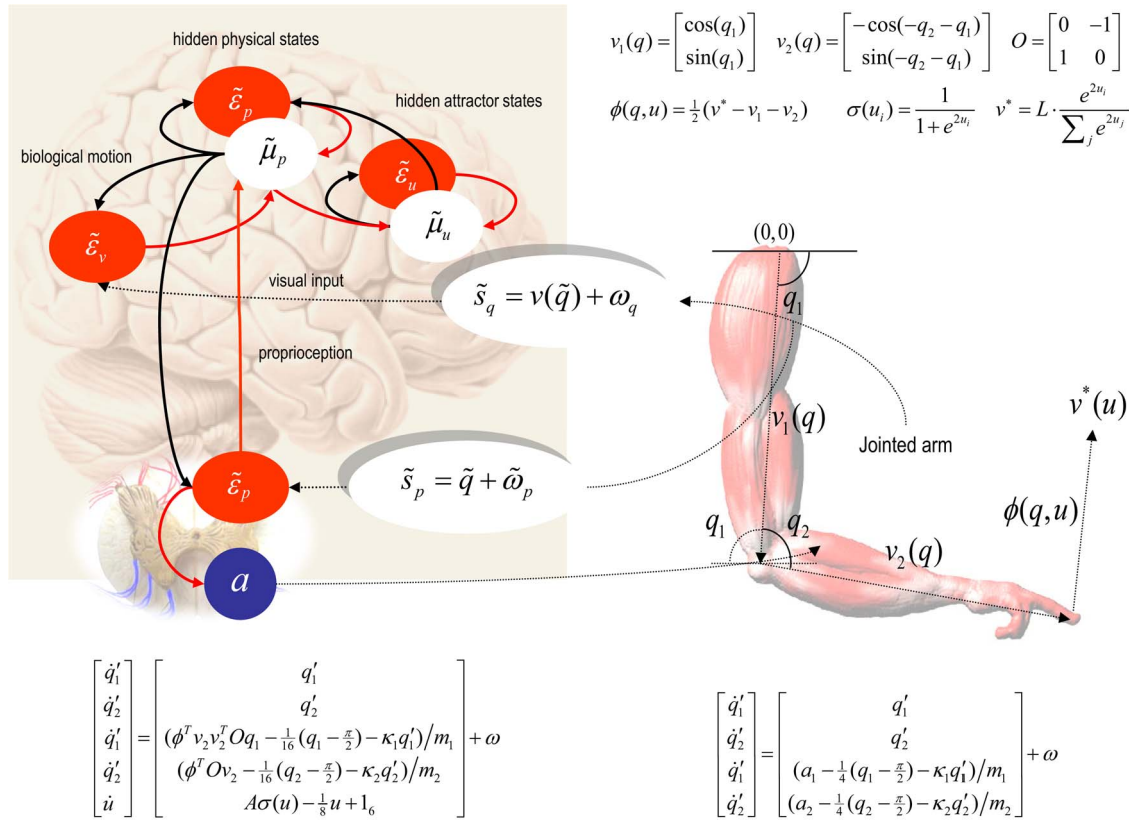 hidden physical states
hidden attractor states
biological motion
ε̃ₚ
μ̃ₚ
ε̃ᵤ
μ̃ᵤ
ε̃ᵥ
visual input
proprioception
s̃_q = v(q̃) + ω_q
s̃ₚ = q̃ + ω̃ₚ
ε̃ₚ
a
v₁(q) = [cos(q₁); sin(q₁)] v₂(q) = [−cos(−q₂ − q₁); sin(−q₂ − q₁)] O = [0 −1; 1 0]
φ(q,u) = ½(v* − v₁ − v₂) σ(uᵢ) = 1/(1 + e^{2uᵢ}) v* = L · e^{2uᵢ}/∑ⱼ e^{2uⱼ}
(0,0)
q₁
v₁(q)
Jointed arm
v*(u)
φ(q,u)
q₁
q₂
v₂(q)
[q̇′₁; q̇′₂; q̇′₁; q̇′₂; u̇] = [q′₁; q′₂; (φᵀv₂v₂ᵀOq₁ − 1/16(q₁ − π/2) − κ₁q′₁)/m₁; (φᵀOv₂ − 1/16(q₂ − π/2) − κ₂q′₂)/m₂; Aσ(u) − ⅛u + 1₆] + ω
[q̇′₁; q̇′₂; q̇′₁; q̇′₂] = [q′₁; q′₂; (a₁ − ¼(q₁ − π/2) − κ₁q′₁)/m₁; (a₂ − ¼(q₂ − π/2) − κ₂q′₂)/m₂] + ω